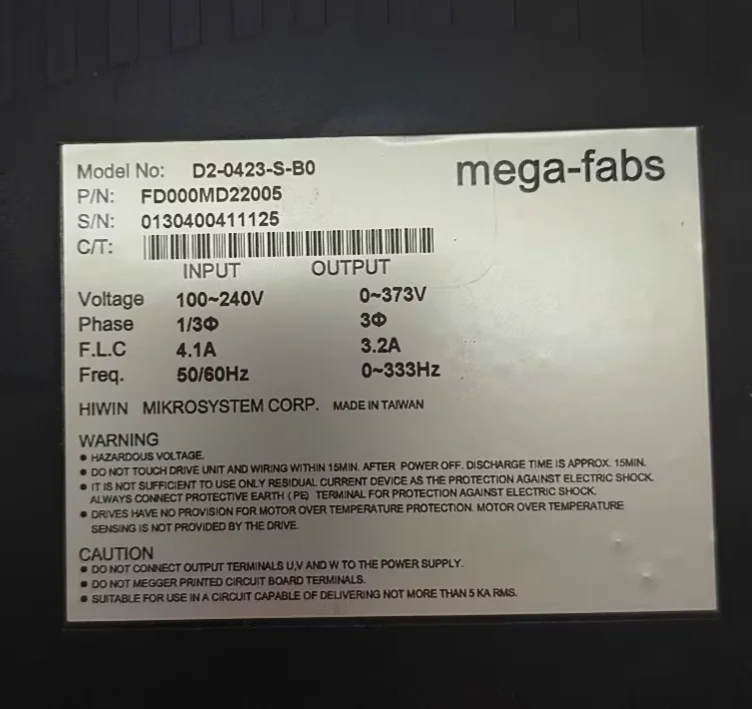 mega-fabs
Model No: D2-0423-S-B0
P/N: FD000MD22005
S/N: 0130400411125
C/T:
INPUT OUTPUT
Voltage 100~240V 0~373V
Phase 1/3Φ 3Φ
F.L.C 4.1A 3.2A
Freq. 50/60Hz 0~333Hz
HIWIN MIKROSYSTEM CORP. MADE IN TAIWAN
WARNING
● HAZARDOUS VOLTAGE.
● DO NOT TOUCH DRIVE UNIT AND WIRING WITHIN 15MIN. AFTER POWER OFF. DISCHARGE TIME IS APPROX. 15MIN.
● IT IS NOT SUFFICIENT TO USE ONLY RESIDUAL CURRENT DEVICE AS THE PROTECTION AGAINST ELECTRIC SHOCK.
ALWAYS CONNECT PROTECTIVE EARTH (PE) TERMINAL FOR PROTECTION AGAINST ELECTRIC SHOCK.
● DRIVES HAVE NO PROVISION FOR MOTOR OVER TEMPERATURE PROTECTION. MOTOR OVER TEMPERATURE
SENSING IS NOT PROVIDED BY THE DRIVE.
CAUTION
● DO NOT CONNECT OUTPUT TERMINALS U,V AND W TO THE POWER SUPPLY.
● DO NOT MEGGER PRINTED CIRCUIT BOARD TERMINALS.
● SUITABLE FOR USE IN A CIRCUIT CAPABLE OF DELIVERING NOT MORE THAN 5 KA RMS.